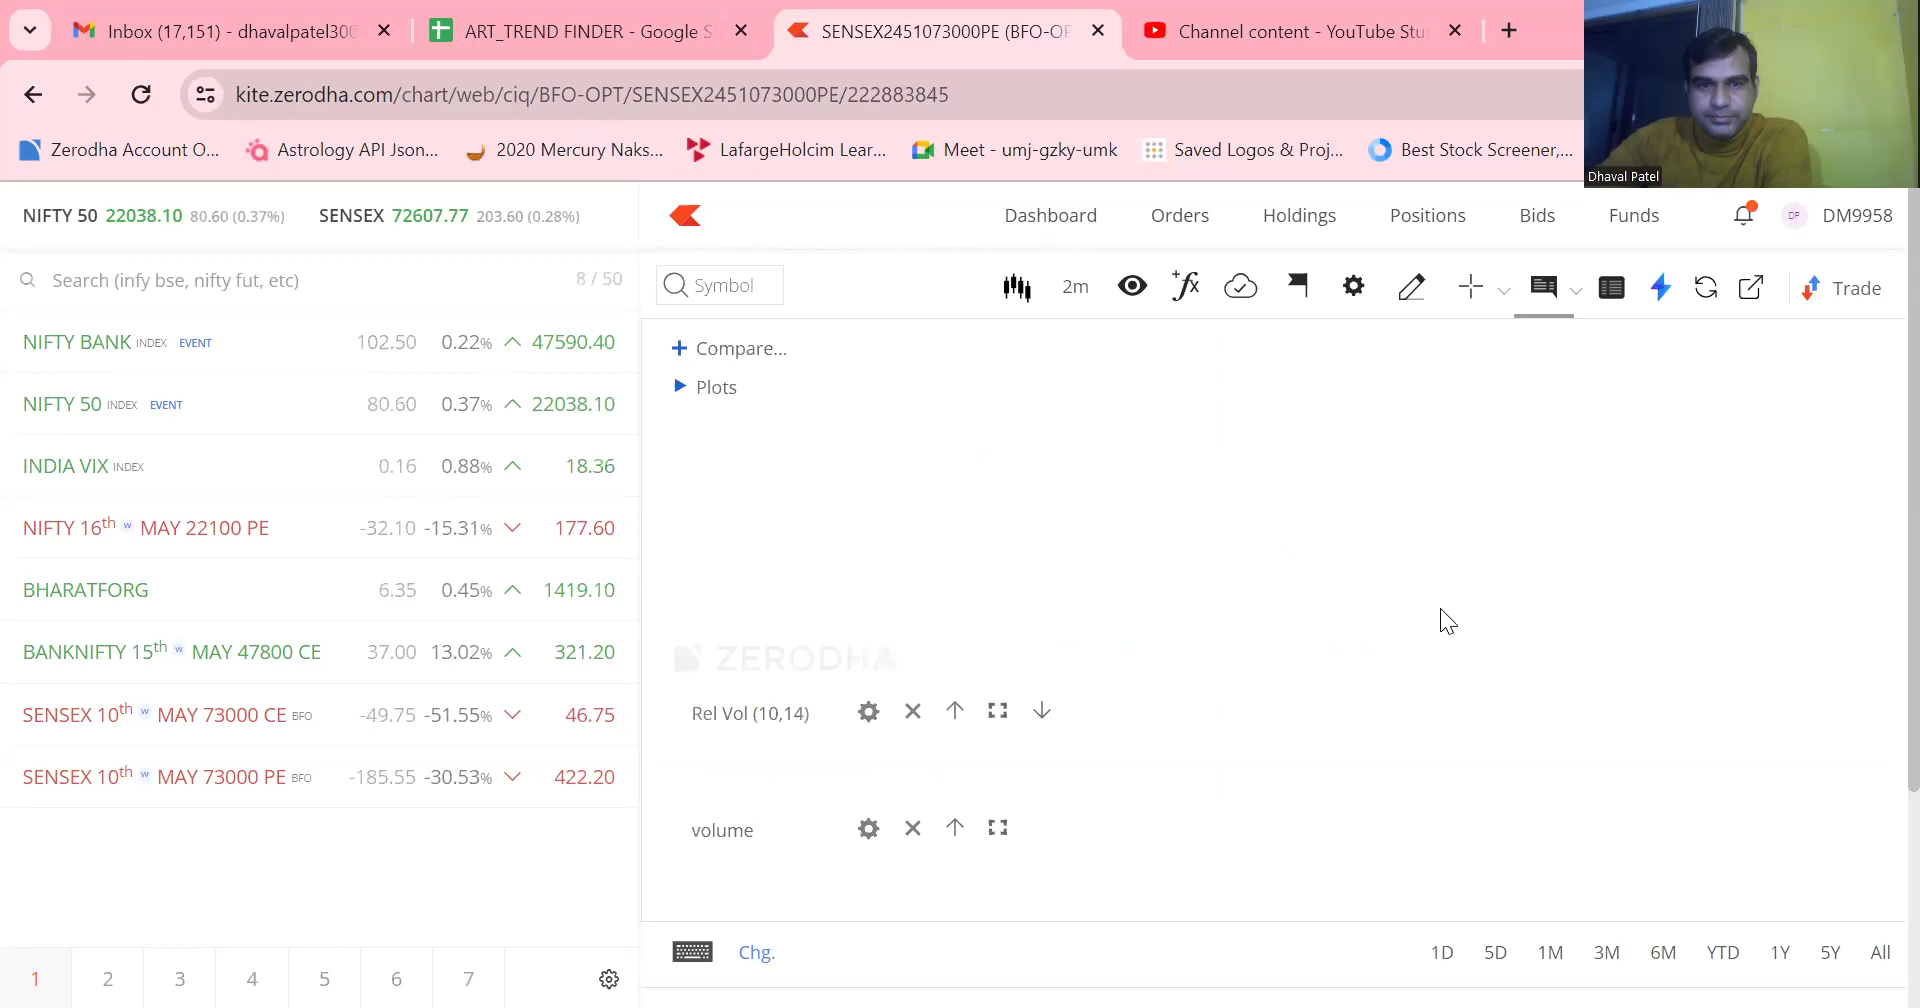 Inbox (17,151) - dhavalpatel300
ART_TREND FINDER - Google S
SENSEX2451073000PE (BFO-OP
Channel content - YouTube Stu
kite.zerodha.com/chart/web/ciq/BFO-OPT/SENSEX2451073000PE/222883845
Zerodha Account O...
Astrology API Json...
2020 Mercury Naks...
LafargeHolcim Lear...
Meet - umj-gzky-umk
Saved Logos & Proj...
Best Stock Screener,...
Dhaval Patel
NIFTY 50 22038.10 80.60 (0.37%)
SENSEX 72607.77 203.60 (0.28%)
Dashboard
Orders
Holdings
Positions
Bids
Funds
DP
DM9958
Search (infy bse, nifty fut, etc)
8 / 50
Symbol
2m
Trade
NIFTY BANK INDEX EVENT 102.50 0.22% 47590.40
NIFTY 50 INDEX EVENT 80.60 0.37% 22038.10
INDIA VIX INDEX 0.16 0.88% 18.36
NIFTY 16th w MAY 22100 PE -32.10 -15.31% 177.60
BHARATFORG 6.35 0.45% 1419.10
BANKNIFTY 15th w MAY 47800 CE 37.00 13.02% 321.20
SENSEX 10th w MAY 73000 CE BFO -49.75 -51.55% 46.75
SENSEX 10th w MAY 73000 PE BFO -185.55 -30.53% 422.20
Compare...
Plots
ZERODHA
Rel Vol (10,14)
volume
Chg.
1D 5D 1M 3M 6M YTD 1Y 5Y All
1 2 3 4 5 6 7